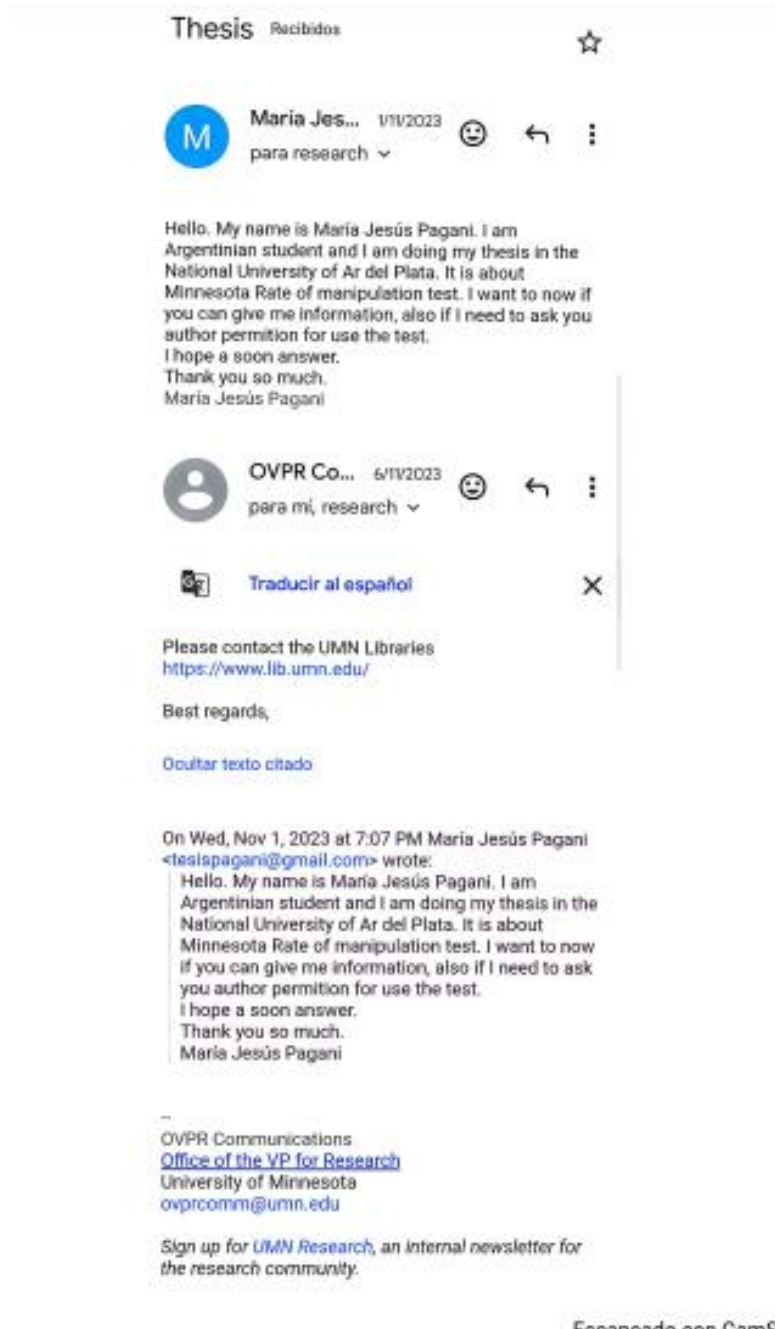 Thesis Recibidos
M
Maria Jes... 1/11/2023
para research
Hello. My name is María Jesús Pagani. I am
Argentinian student and I am doing my thesis in the
National University of Ar del Plata. It is about
Minnesota Rate of manipulation test. I want to now if
you can give me information, also if I need to ask you
author permition for use the test.
I hope a soon answer.
Thank you so much.
María Jesús Pagani
OVPR Co... 6/11/2023
para mí, research
Traducir al español
Please contact the UMN Libraries
https://www.lib.umn.edu/
Best regards,
Ocultar texto citado
On Wed, Nov 1, 2023 at 7:07 PM María Jesús Pagani
<tesispagani@gmail.com> wrote:
Hello. My name is María Jesús Pagani. I am
Argentinian student and I am doing my thesis in the
National University of Ar del Plata. It is about
Minnesota Rate of manipulation test. I want to now
if you can give me information, also if I need to ask
you author permition for use the test.
I hope a soon answer.
Thank you so much.
María Jesús Pagani
--
OVPR Communications
Office of the VP for Research
University of Minnesota
ovprcomm@umn.edu
Sign up for UMN Research, an internal newsletter for
the research community.
Escaneado con CamS